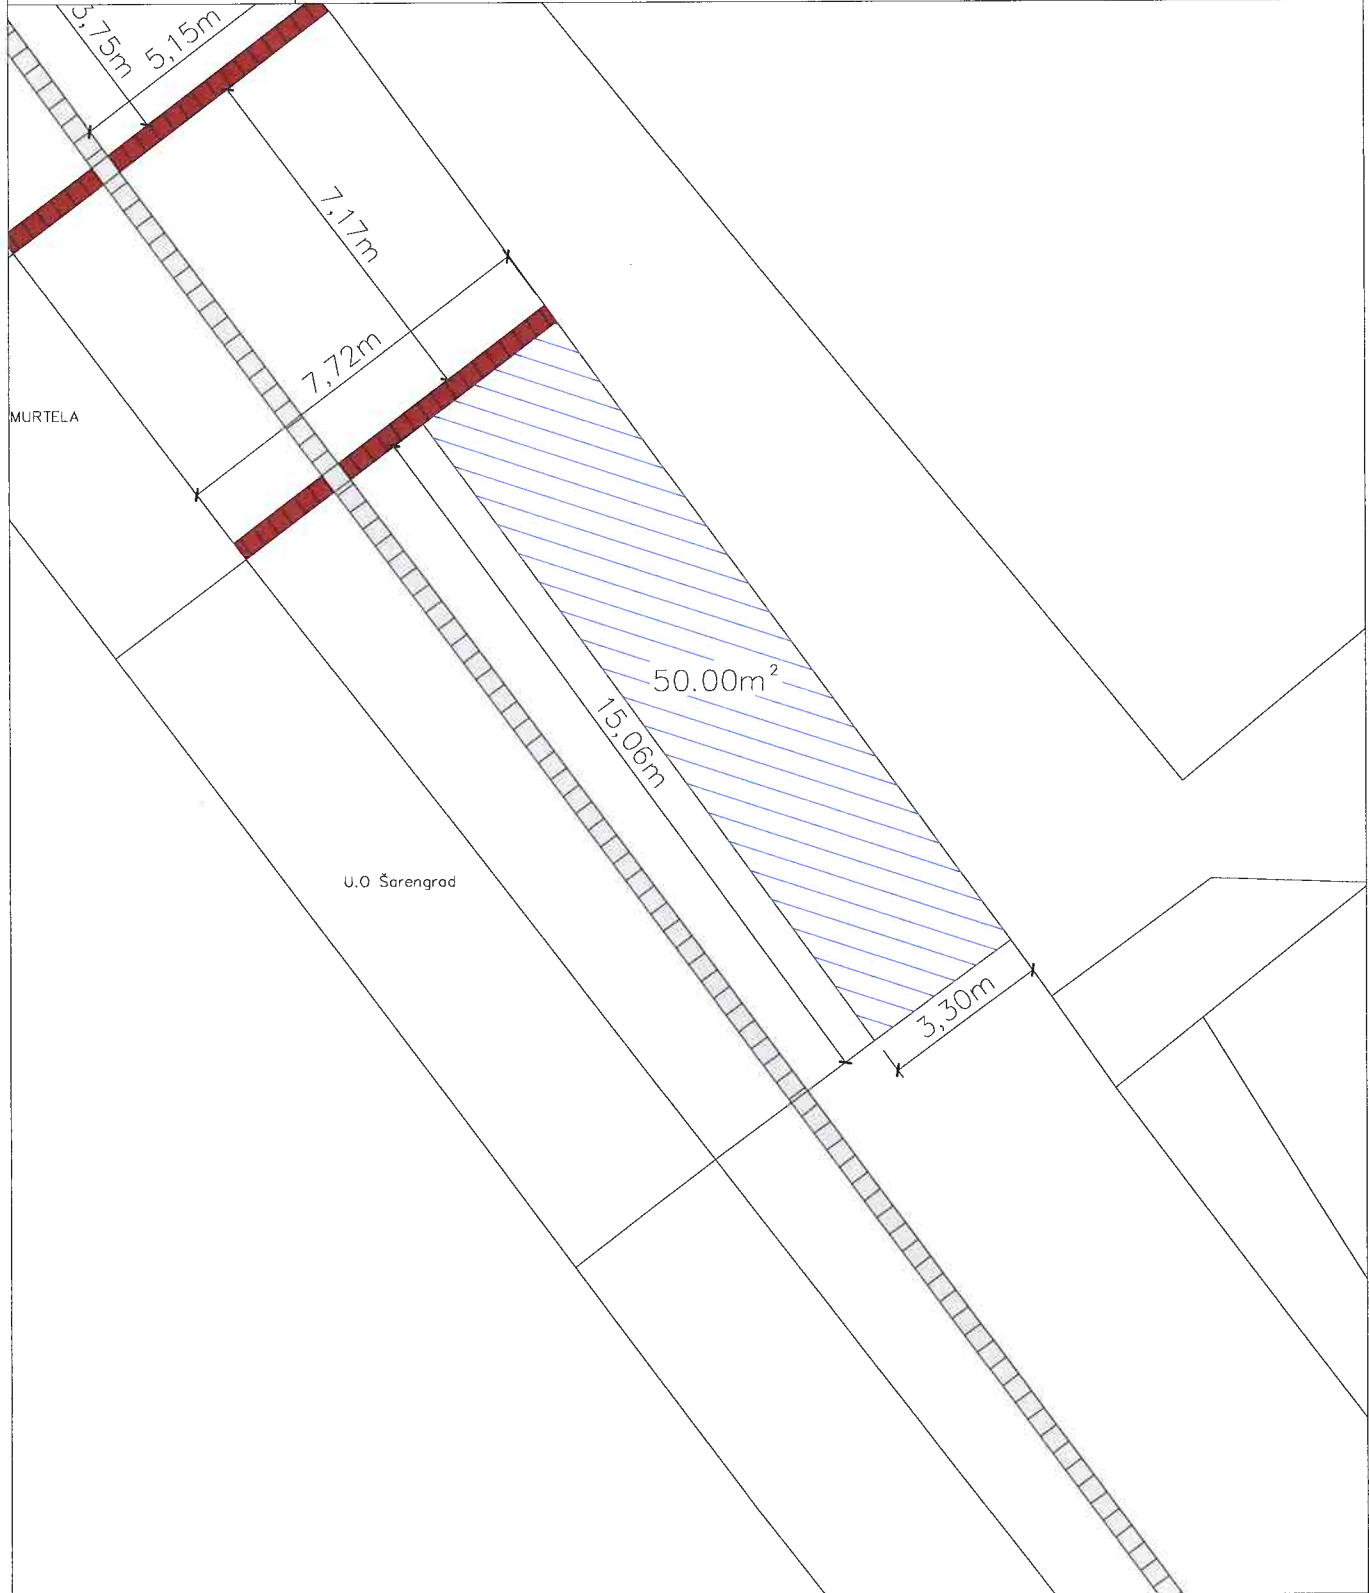 3,75m
5,15m
7,17m
7,72m
MURTELA
50.00m²
15,06m
U.O Šarengrad
3,30m